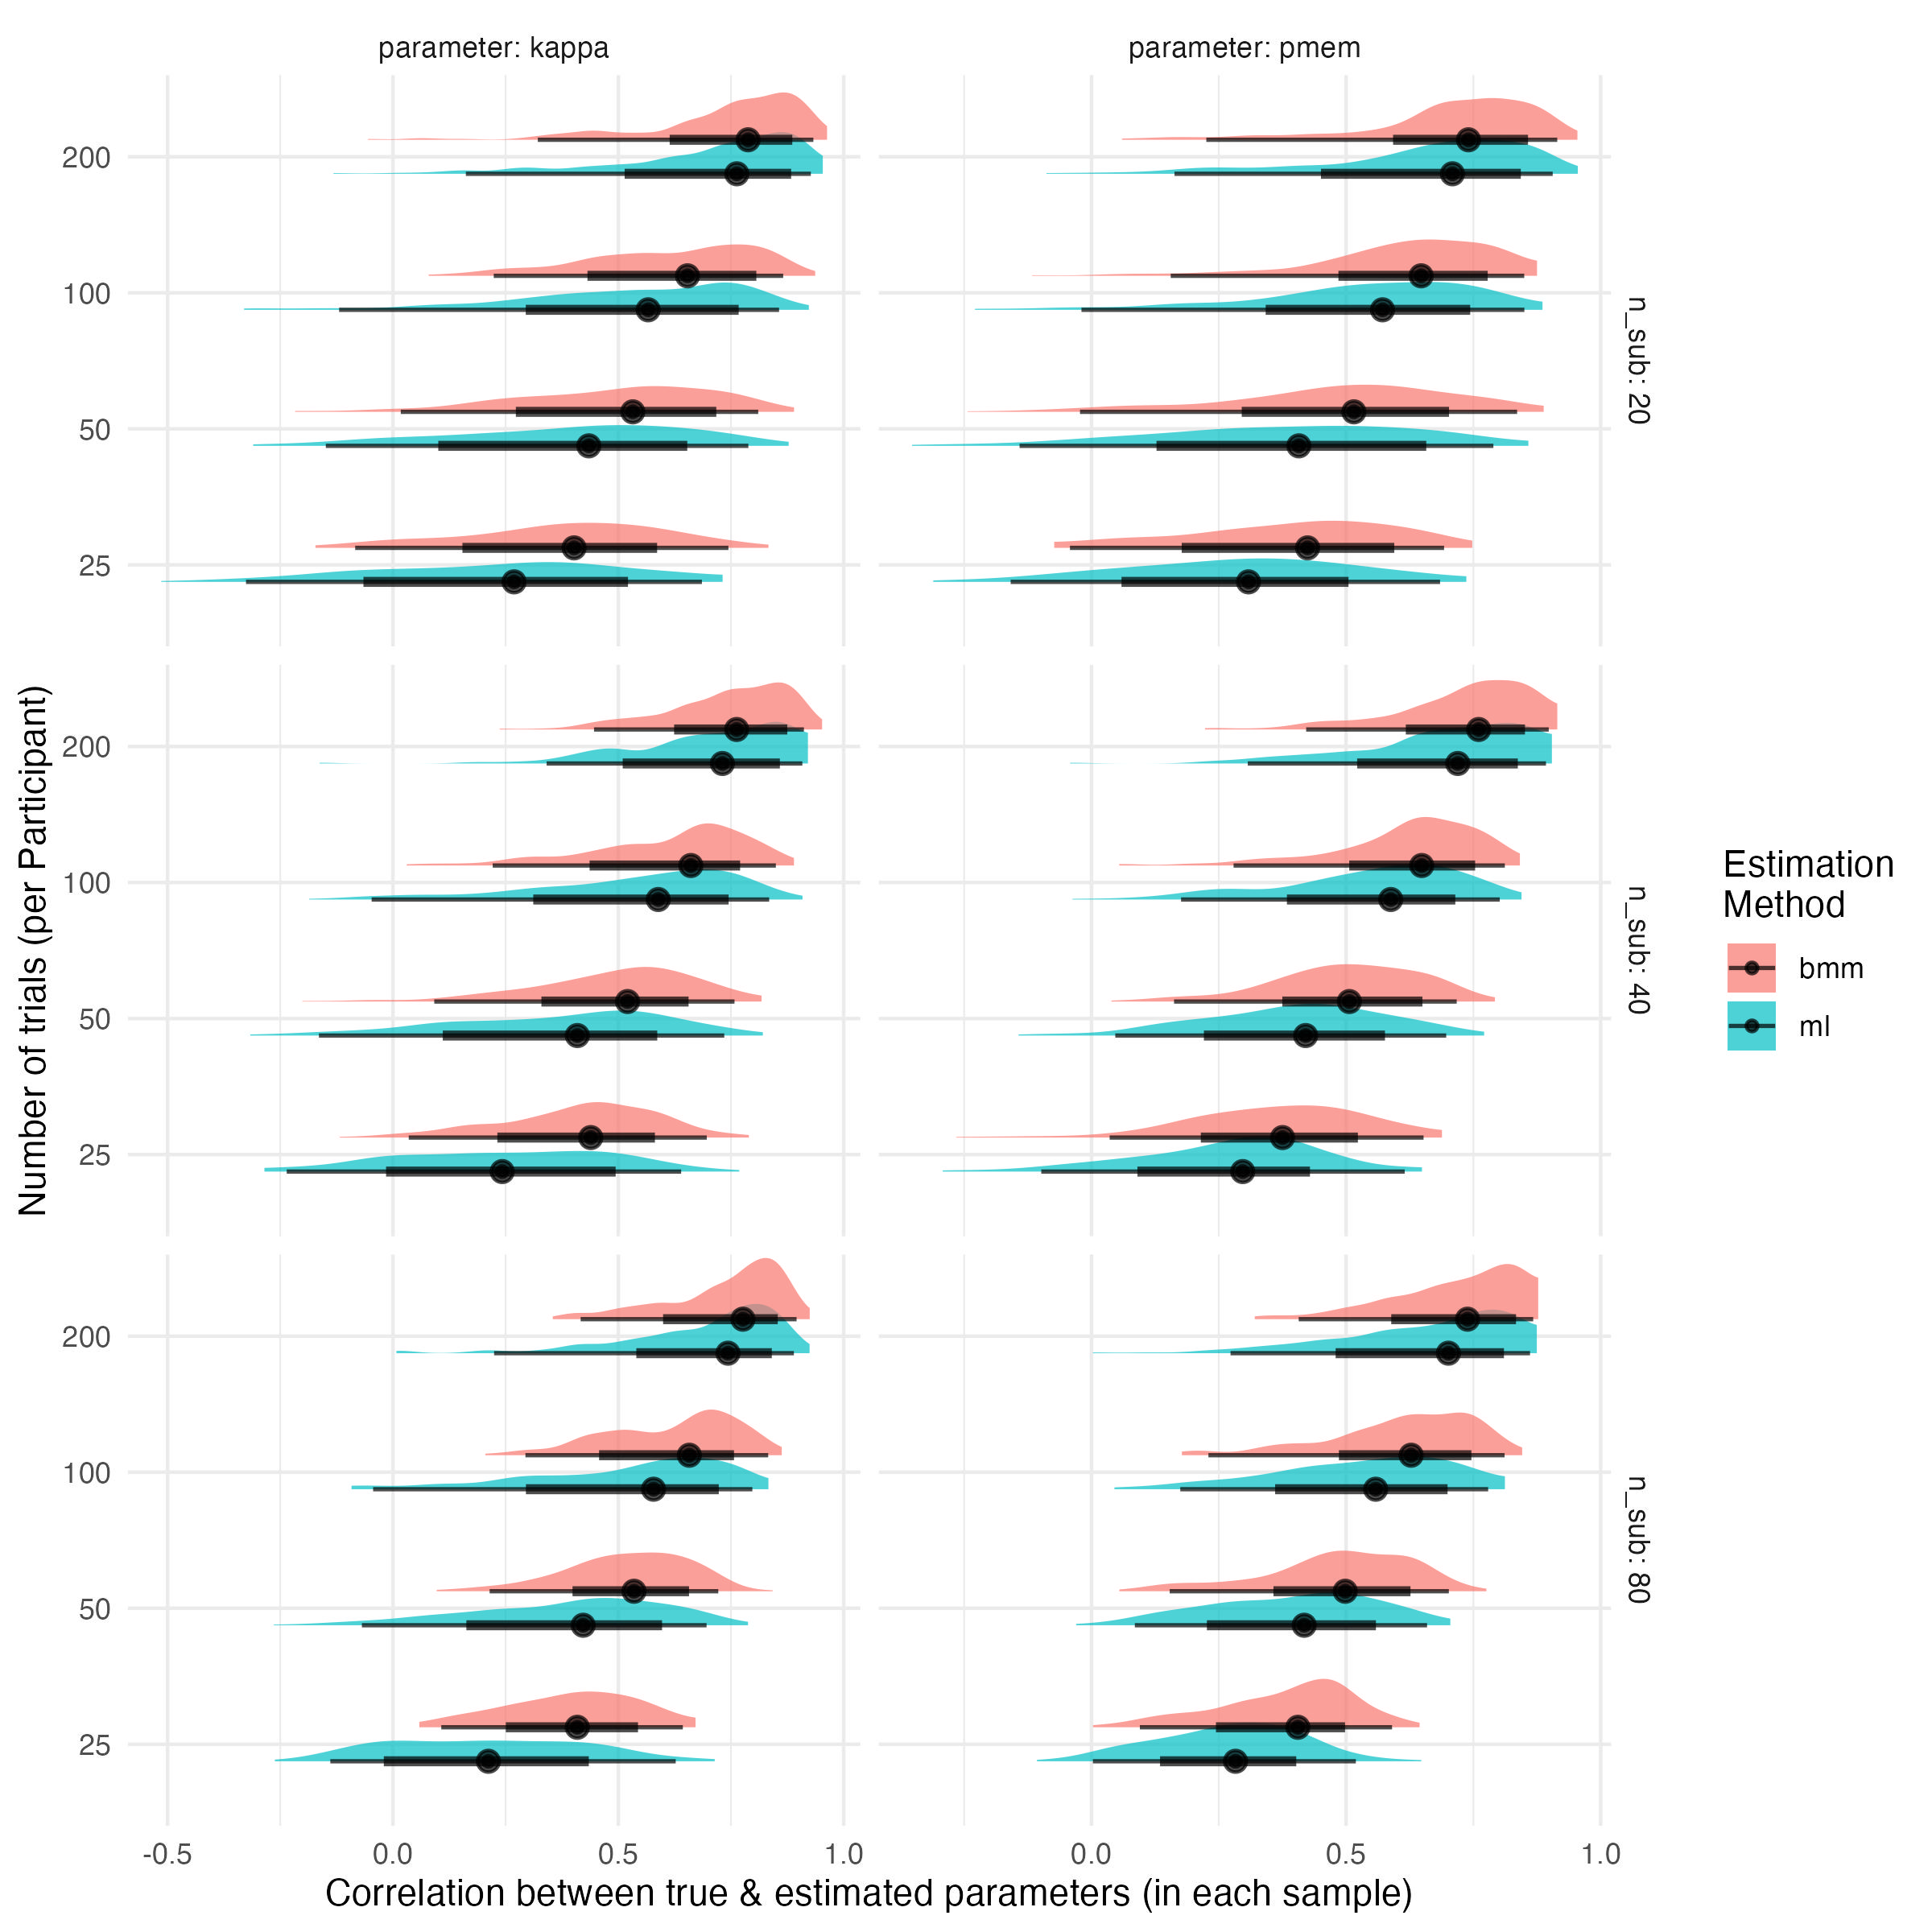 parameter: kappa
parameter: pmem
200
100
50
25
n_sub: 20
200
100
50
25
n_sub: 40
200
100
50
25
n_sub: 80
Number of trials (per Participant)
-0.5
0.0
0.5
1.0
0.0
0.5
1.0
Correlation between true & estimated parameters (in each sample)
Estimation
Method
bmm
ml